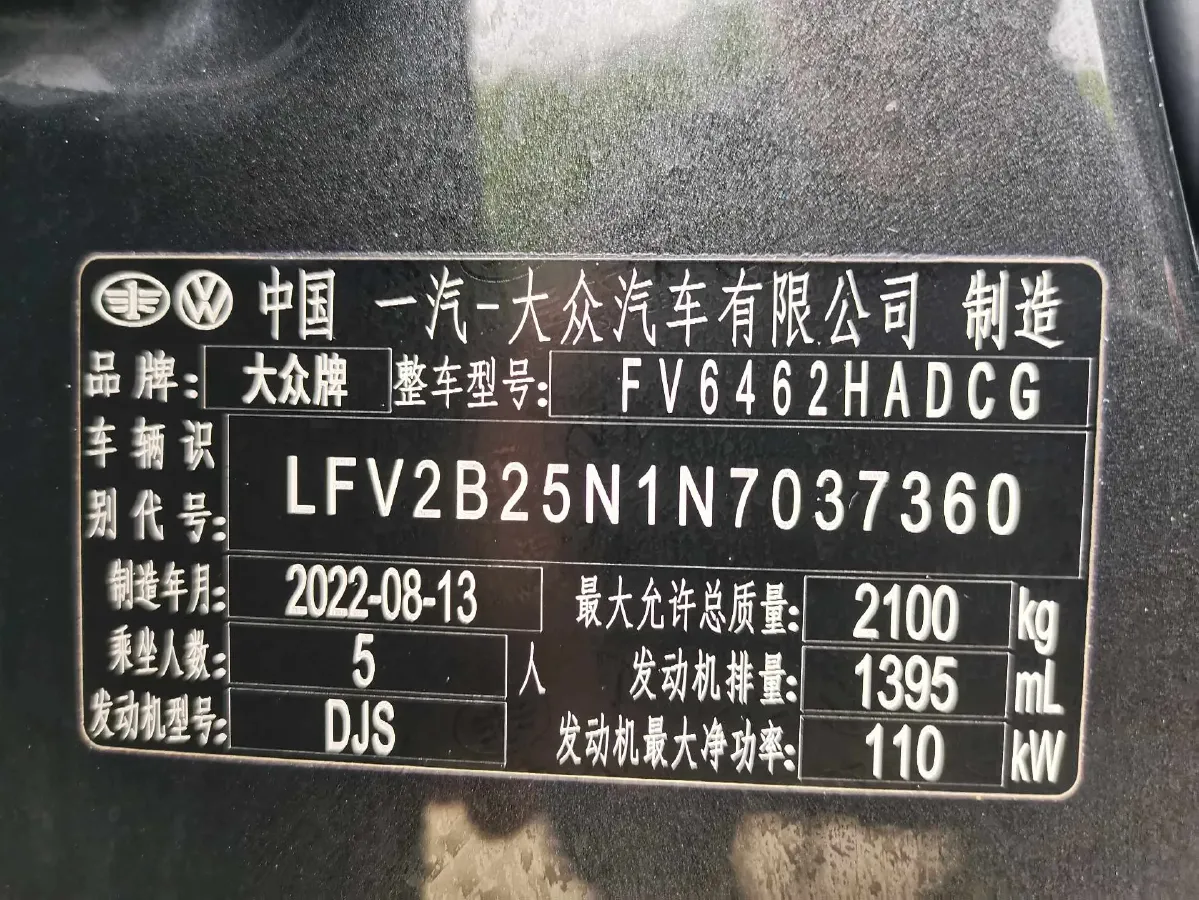 中国 一汽-大众汽车有限公司 制造
品牌: 大众牌 整车型号: FV6462HADCG
车辆识别代号: LFV2B25N1N7037360
制造年月: 2022-08-13 最大允许总质量: 2100 kg
乘坐人数: 5 人 发动机排量: 1395 mL
发动机型号: DJS 发动机最大净功率: 110 kW